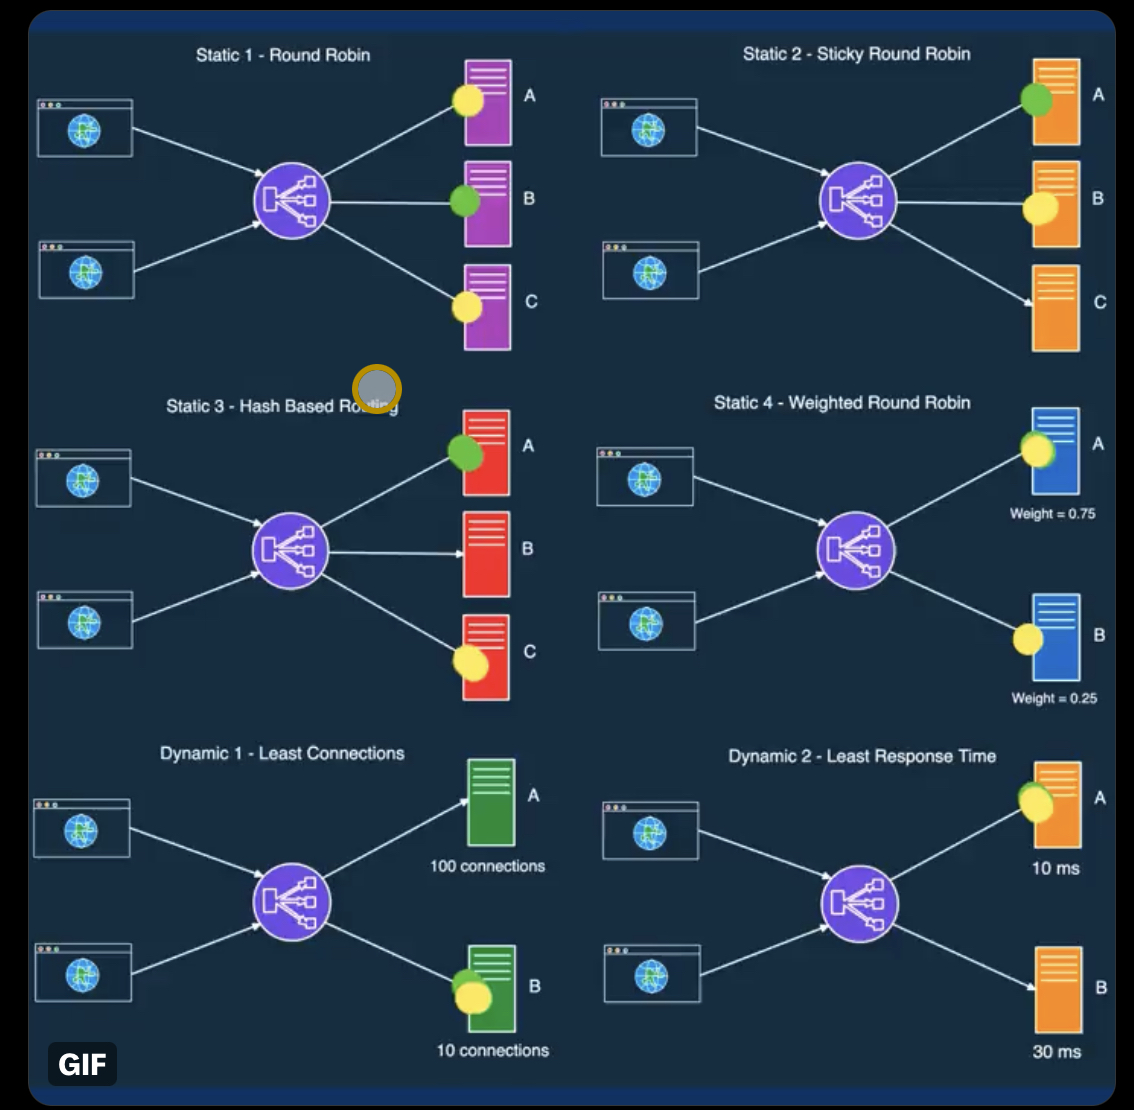 Static 1 - Round Robin
A
B
C
Static 2 - Sticky Round Robin
A
B
C
Static 3 - Hash Based Routing
A
B
C
Static 4 - Weighted Round Robin
A
Weight = 0.75
B
Weight = 0.25
Dynamic 1 - Least Connections
A
100 connections
B
10 connections
Dynamic 2 - Least Response Time
A
10 ms
B
30 ms
GIF